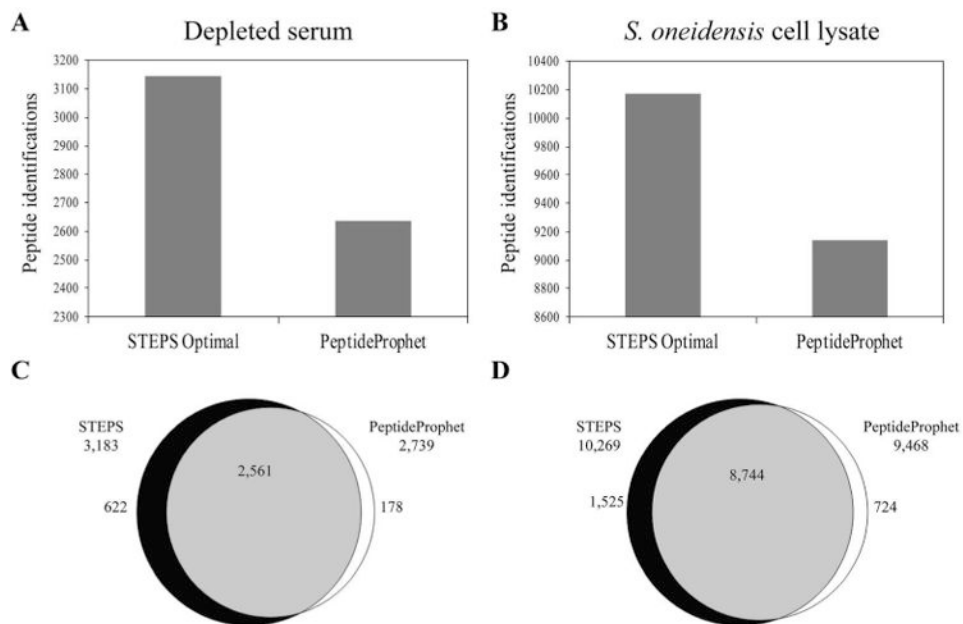 A
Depleted serum
Peptide identifications
3200
3100
3000
2900
2800
2700
2600
2500
2400
2300
STEPS Optimal
PeptideProphet
B
S. oneidensis cell lysate
Peptide identifications
10400
10200
10000
9800
9600
9400
9200
9000
8800
8600
STEPS Optimal
PeptideProphet
C
STEPS
3,183
PeptideProphet
2,739
2,561
622
178
D
STEPS
10,269
PeptideProphet
9,468
8,744
1,525
724